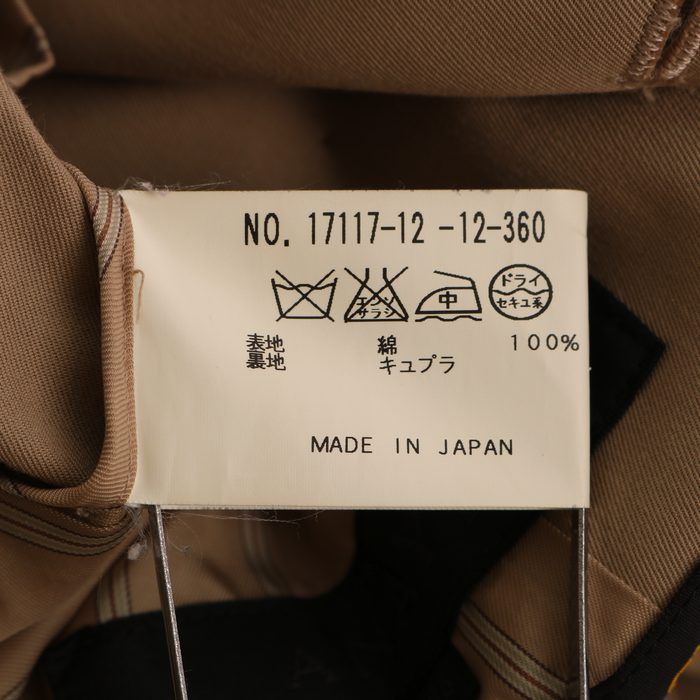 NO. 17117-12 -12-360
エンソ サラシ
中
ドライ
セキユ系
表地 綿 100%
裏地 キュプラ
MADE IN JAPAN